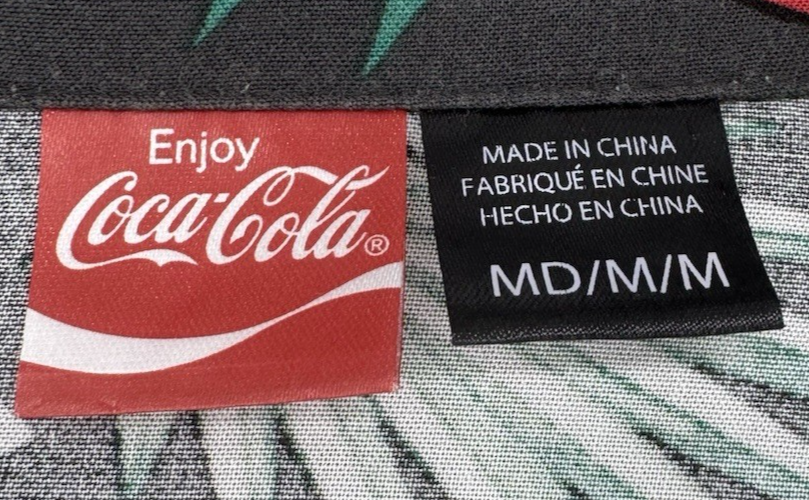 Enjoy
Coca-Cola®
MADE IN CHINA
FABRIQUÉ EN CHINE
HECHO EN CHINA
MD/M/M